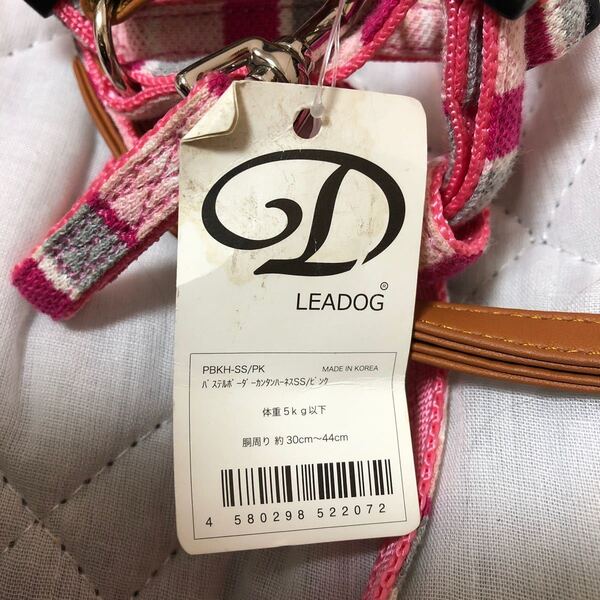 D
LEADOG®
PBKH-SS/PK MADE IN KOREA
ﾊﾟｽﾃﾙﾎﾞｰﾀﾞｰｶﾝﾀﾝﾊｰﾈｽSS/ﾋﾟﾝｸ
体重5kg以下
胴周り 約30cm～44cm
4 580298 522072